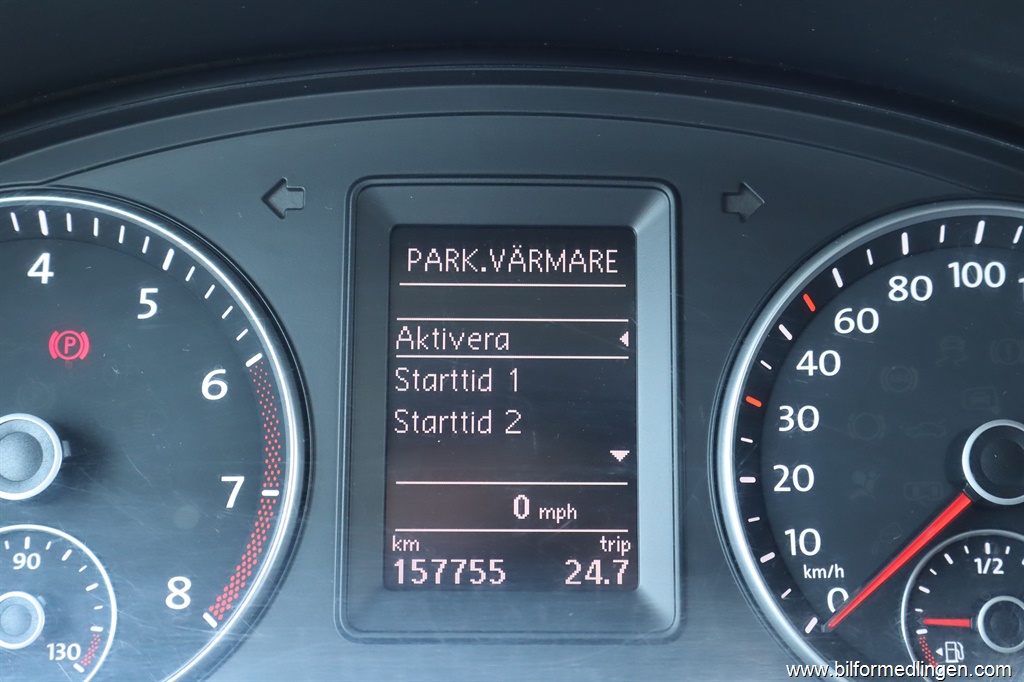 PARK.VÄRMARE
Aktivera
Starttid 1
Starttid 2
0 mph
km trip
157755 24.7
4
5
6
7
8
P
90
130
0
10
20
30
40
60
80
100
km/h
1/2
www.bilformedlingen.com